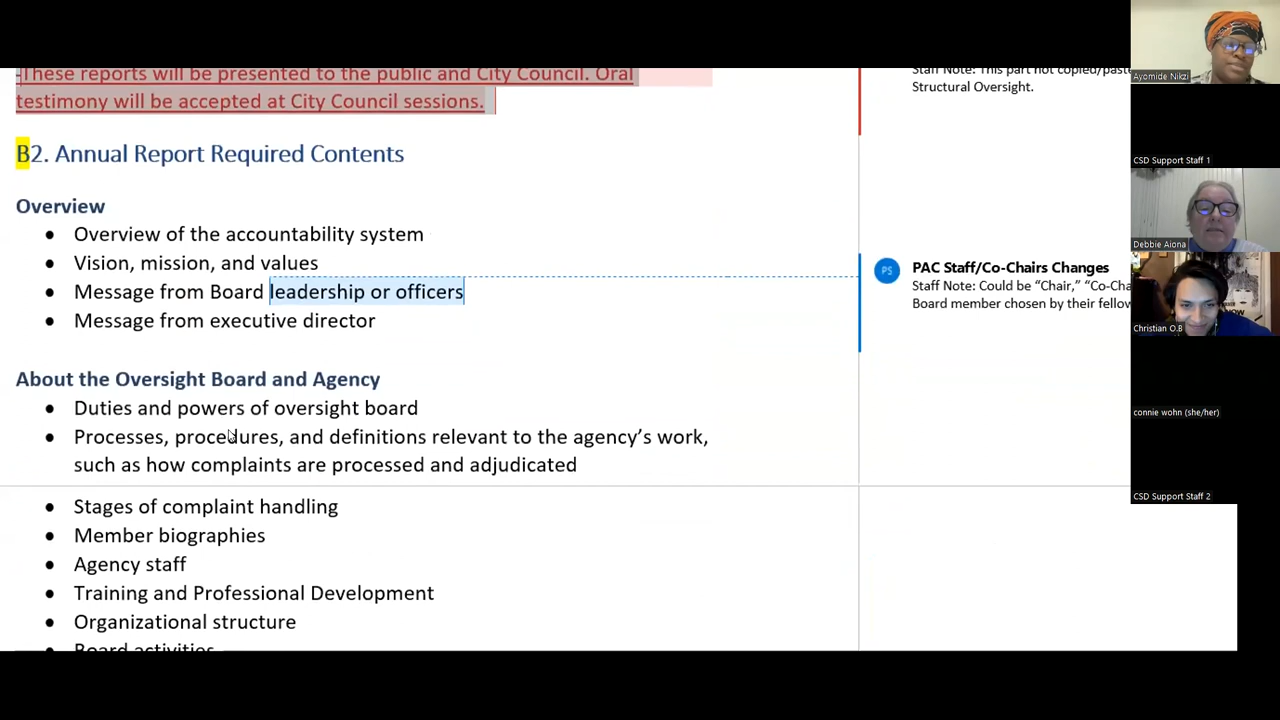 -These reports will be presented to the public and City Council. Oral
testimony will be accepted at City Council sessions.
B2. Annual Report Required Contents
Overview
• Overview of the accountability system
• Vision, mission, and values
• Message from Board leadership or officers
• Message from executive director
About the Oversight Board and Agency
• Duties and powers of oversight board
• Processes, procedures, and definitions relevant to the agency's work,
such as how complaints are processed and adjudicated
• Stages of complaint handling
• Member biographies
• Agency staff
• Training and Professional Development
• Organizational structure
• Board activities
Staff Note: This part not copied/paste
Structural Oversight.
PS
PAC Staff/Co-Chairs Changes
Staff Note: Could be “Chair,” “Co-Cha
Board member chosen by their fellow
Ayomide Nikzi
CSD Support Staff 1
Debbie Aiona
Christian O.B
connie wohn (she/her)
CSD Support Staff 2